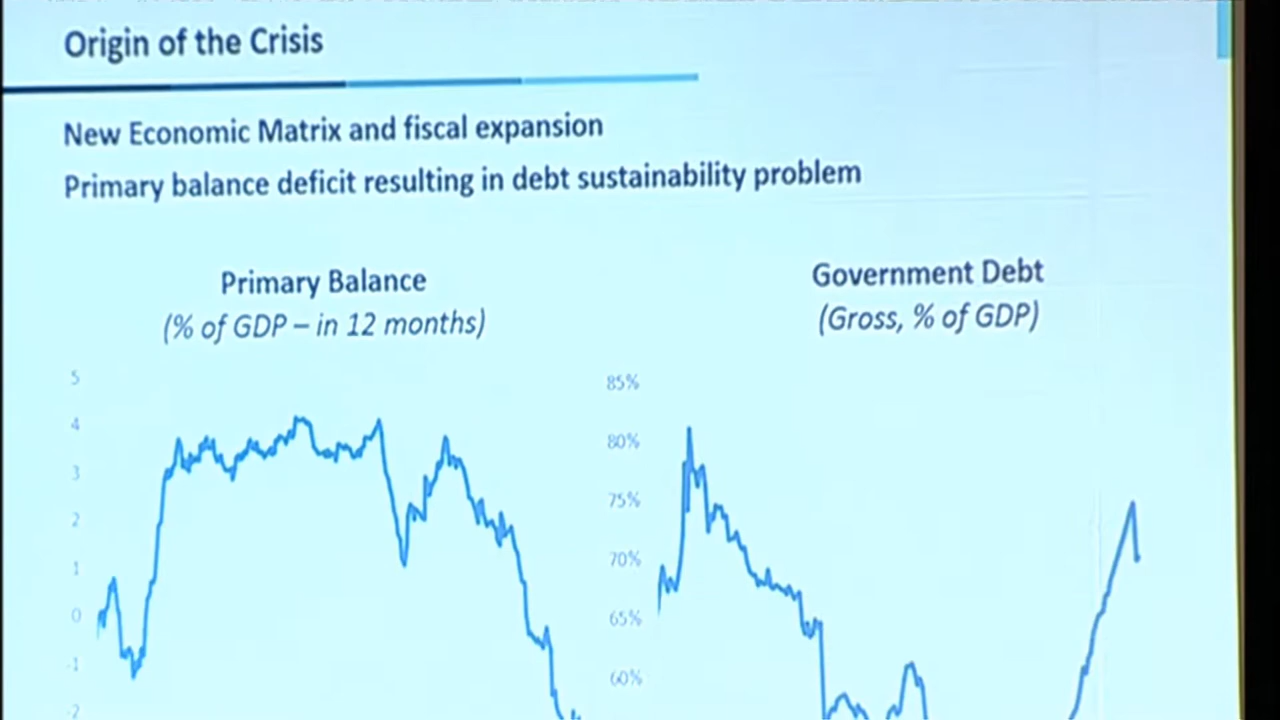 Origin of the Crisis
New Economic Matrix and fiscal expansion
Primary balance deficit resulting in debt sustainability problem
Primary Balance
(% of GDP – in 12 months)
5
4
3
2
1
0
-1
-2
Government Debt
(Gross, % of GDP)
85%
80%
75%
70%
65%
60%